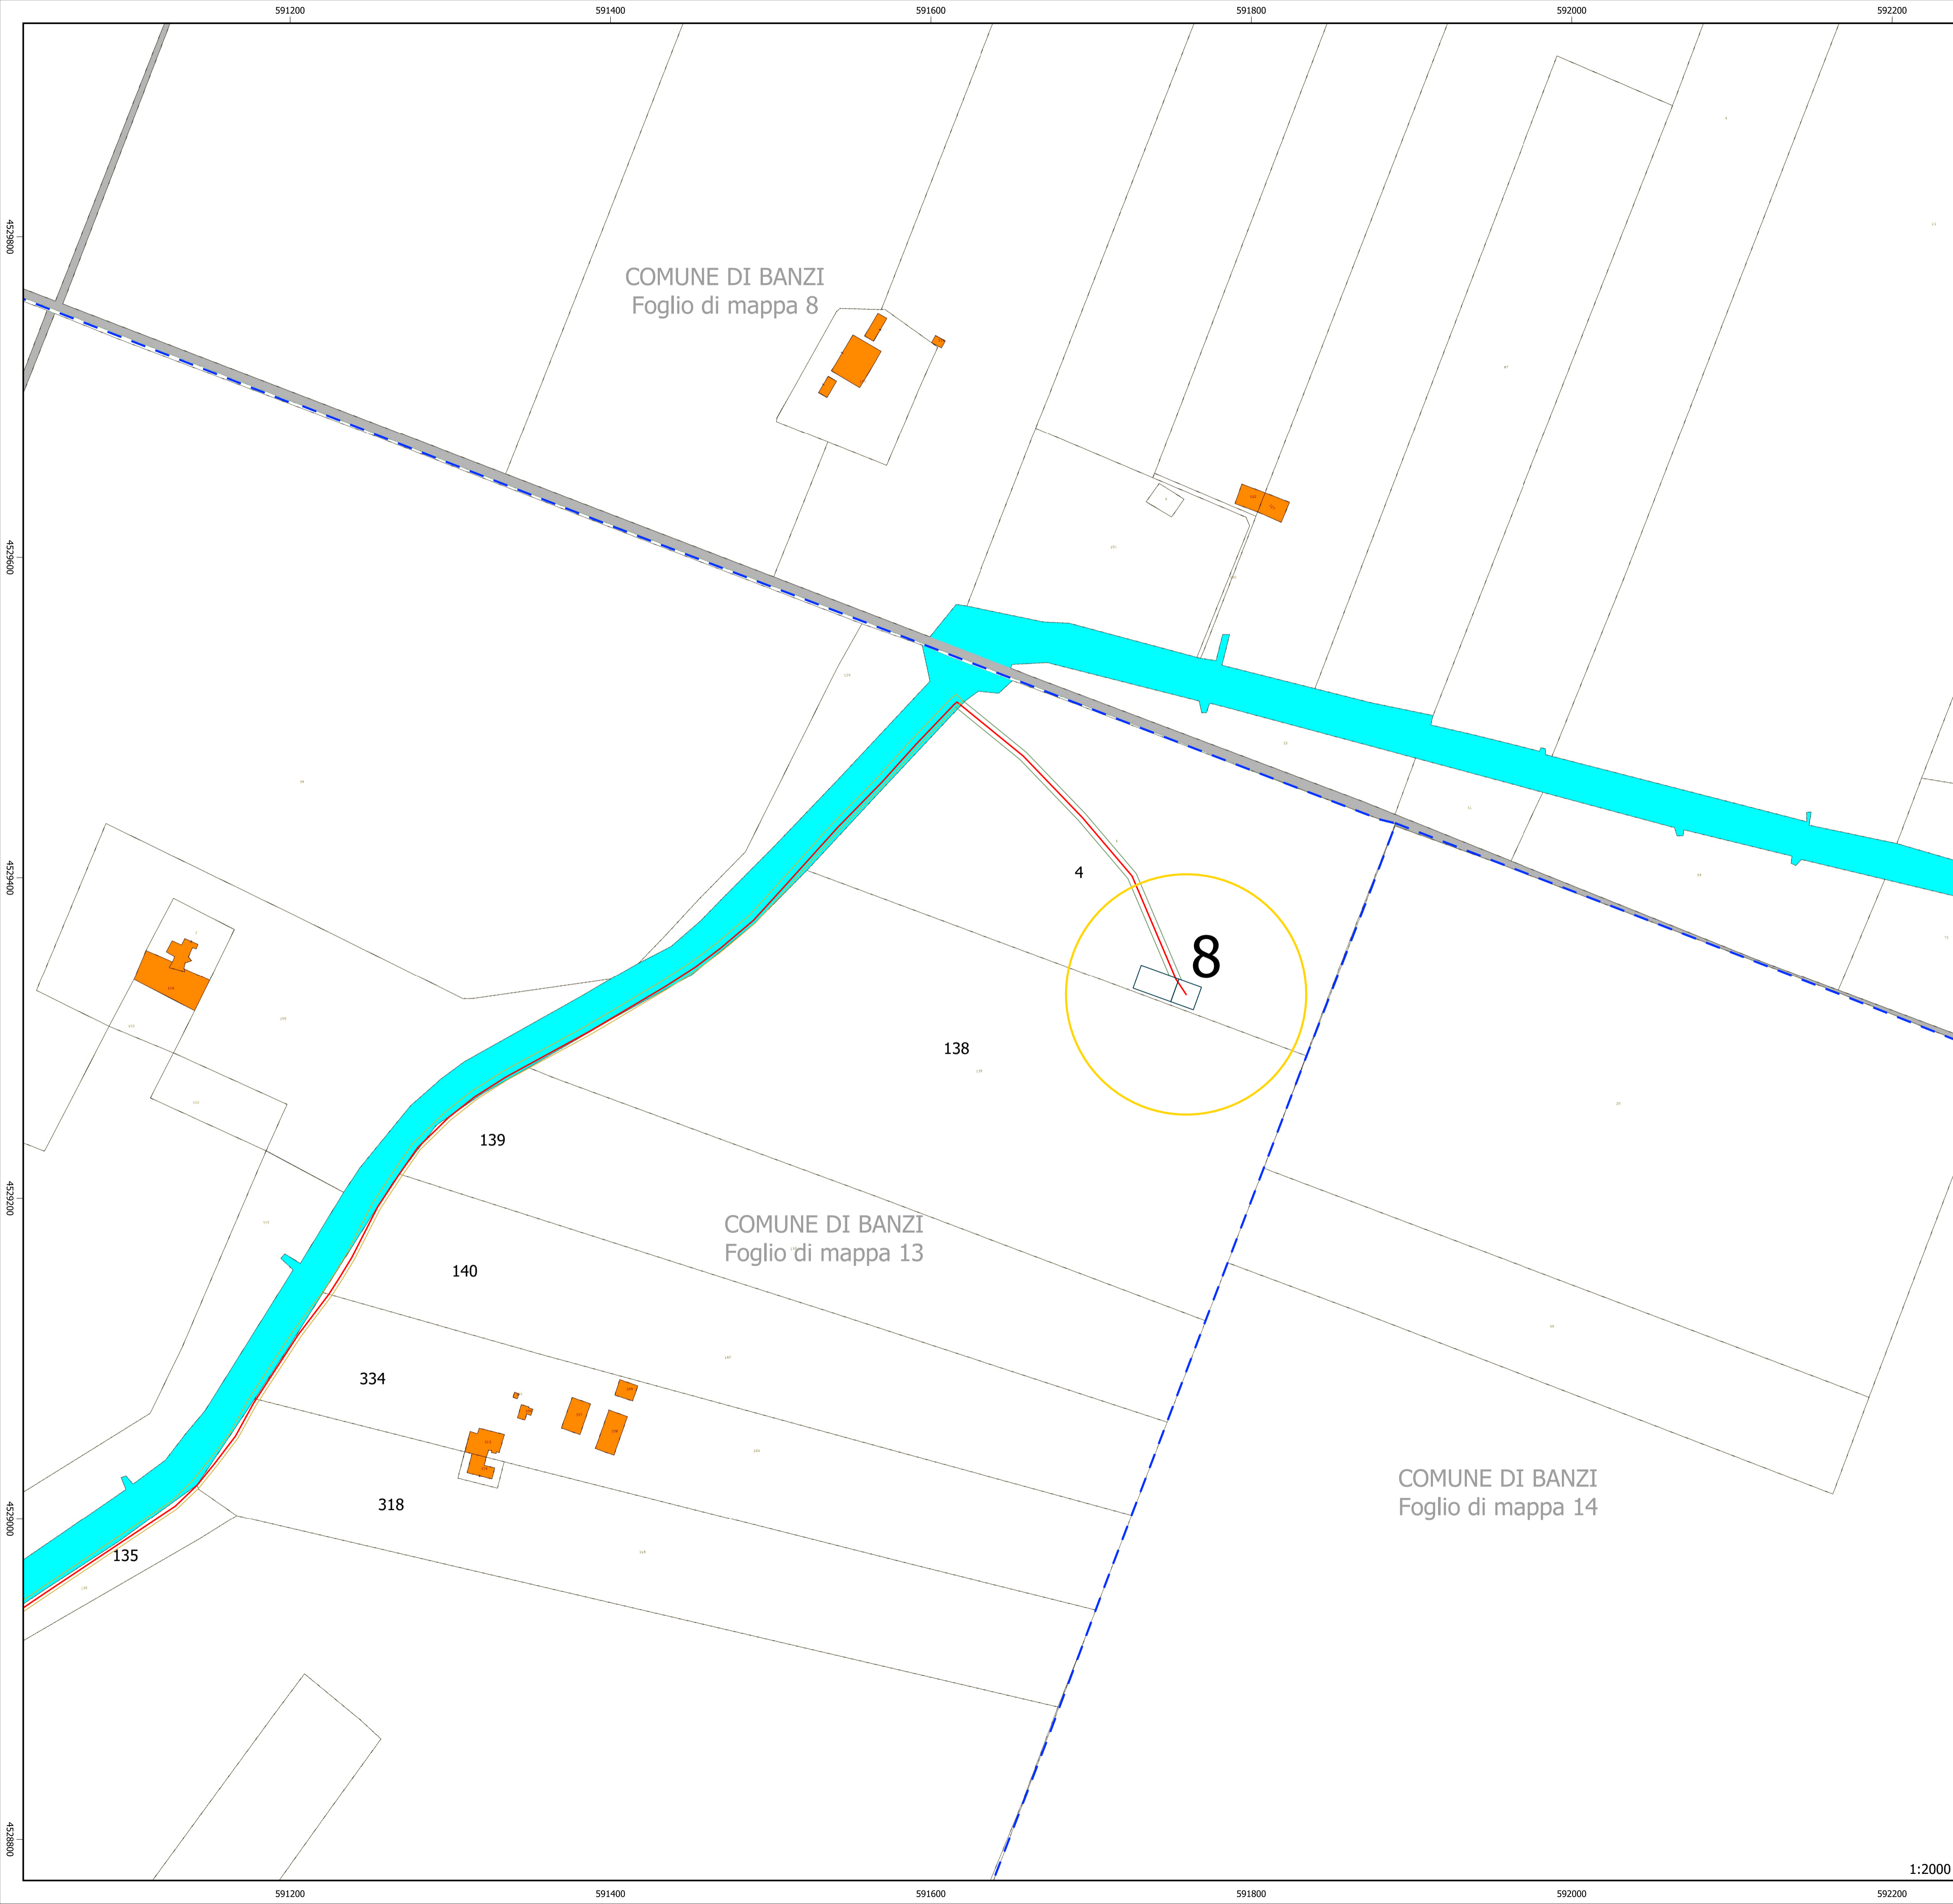 591200 591400 591600 591800 592000 592200
4529800
COMUNE DI BANZI
Foglio di mappa 8
4529600
4529400
4
8
138
139
4529200
COMUNE DI BANZI
Foglio di mappa 13
140
334
COMUNE DI BANZI
Foglio di mappa 14
318
4529000
135
4528800
1:2000
591200 591400 591600 591800 592000 592200